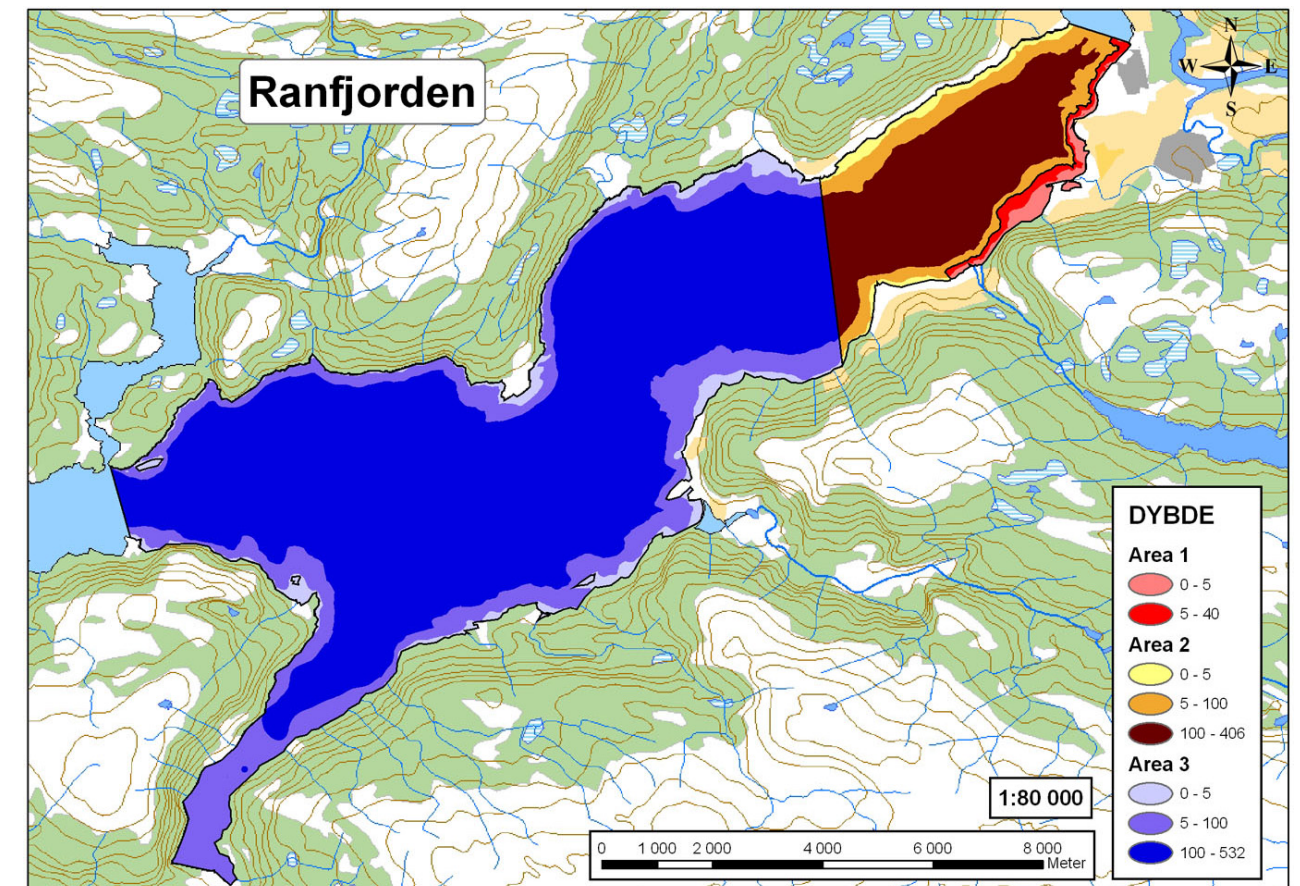 Ranfjorden
N
W E
S
DYBDE
Area 1
0 - 5
5 - 40
Area 2
0 - 5
5 - 100
100 - 406
Area 3
0 - 5
5 - 100
100 - 532
1:80 000
0 1 000 2 000 4 000 6 000 8 000
Meter